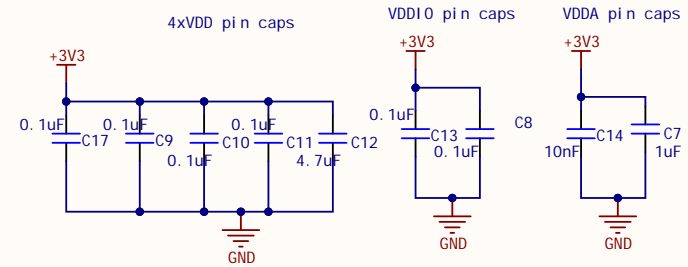 4xVDD pin caps
VDDIO pin caps
VDDA pin caps
+3V3
+3V3
+3V3
0.1uF
C17
0.1uF
C9
0.1uF
C10
0.1uF
C11
4.7uF
C12
0.1uF
C13
0.1uF
C8
10nF
C14
C7
1uF
GND
GND
GND